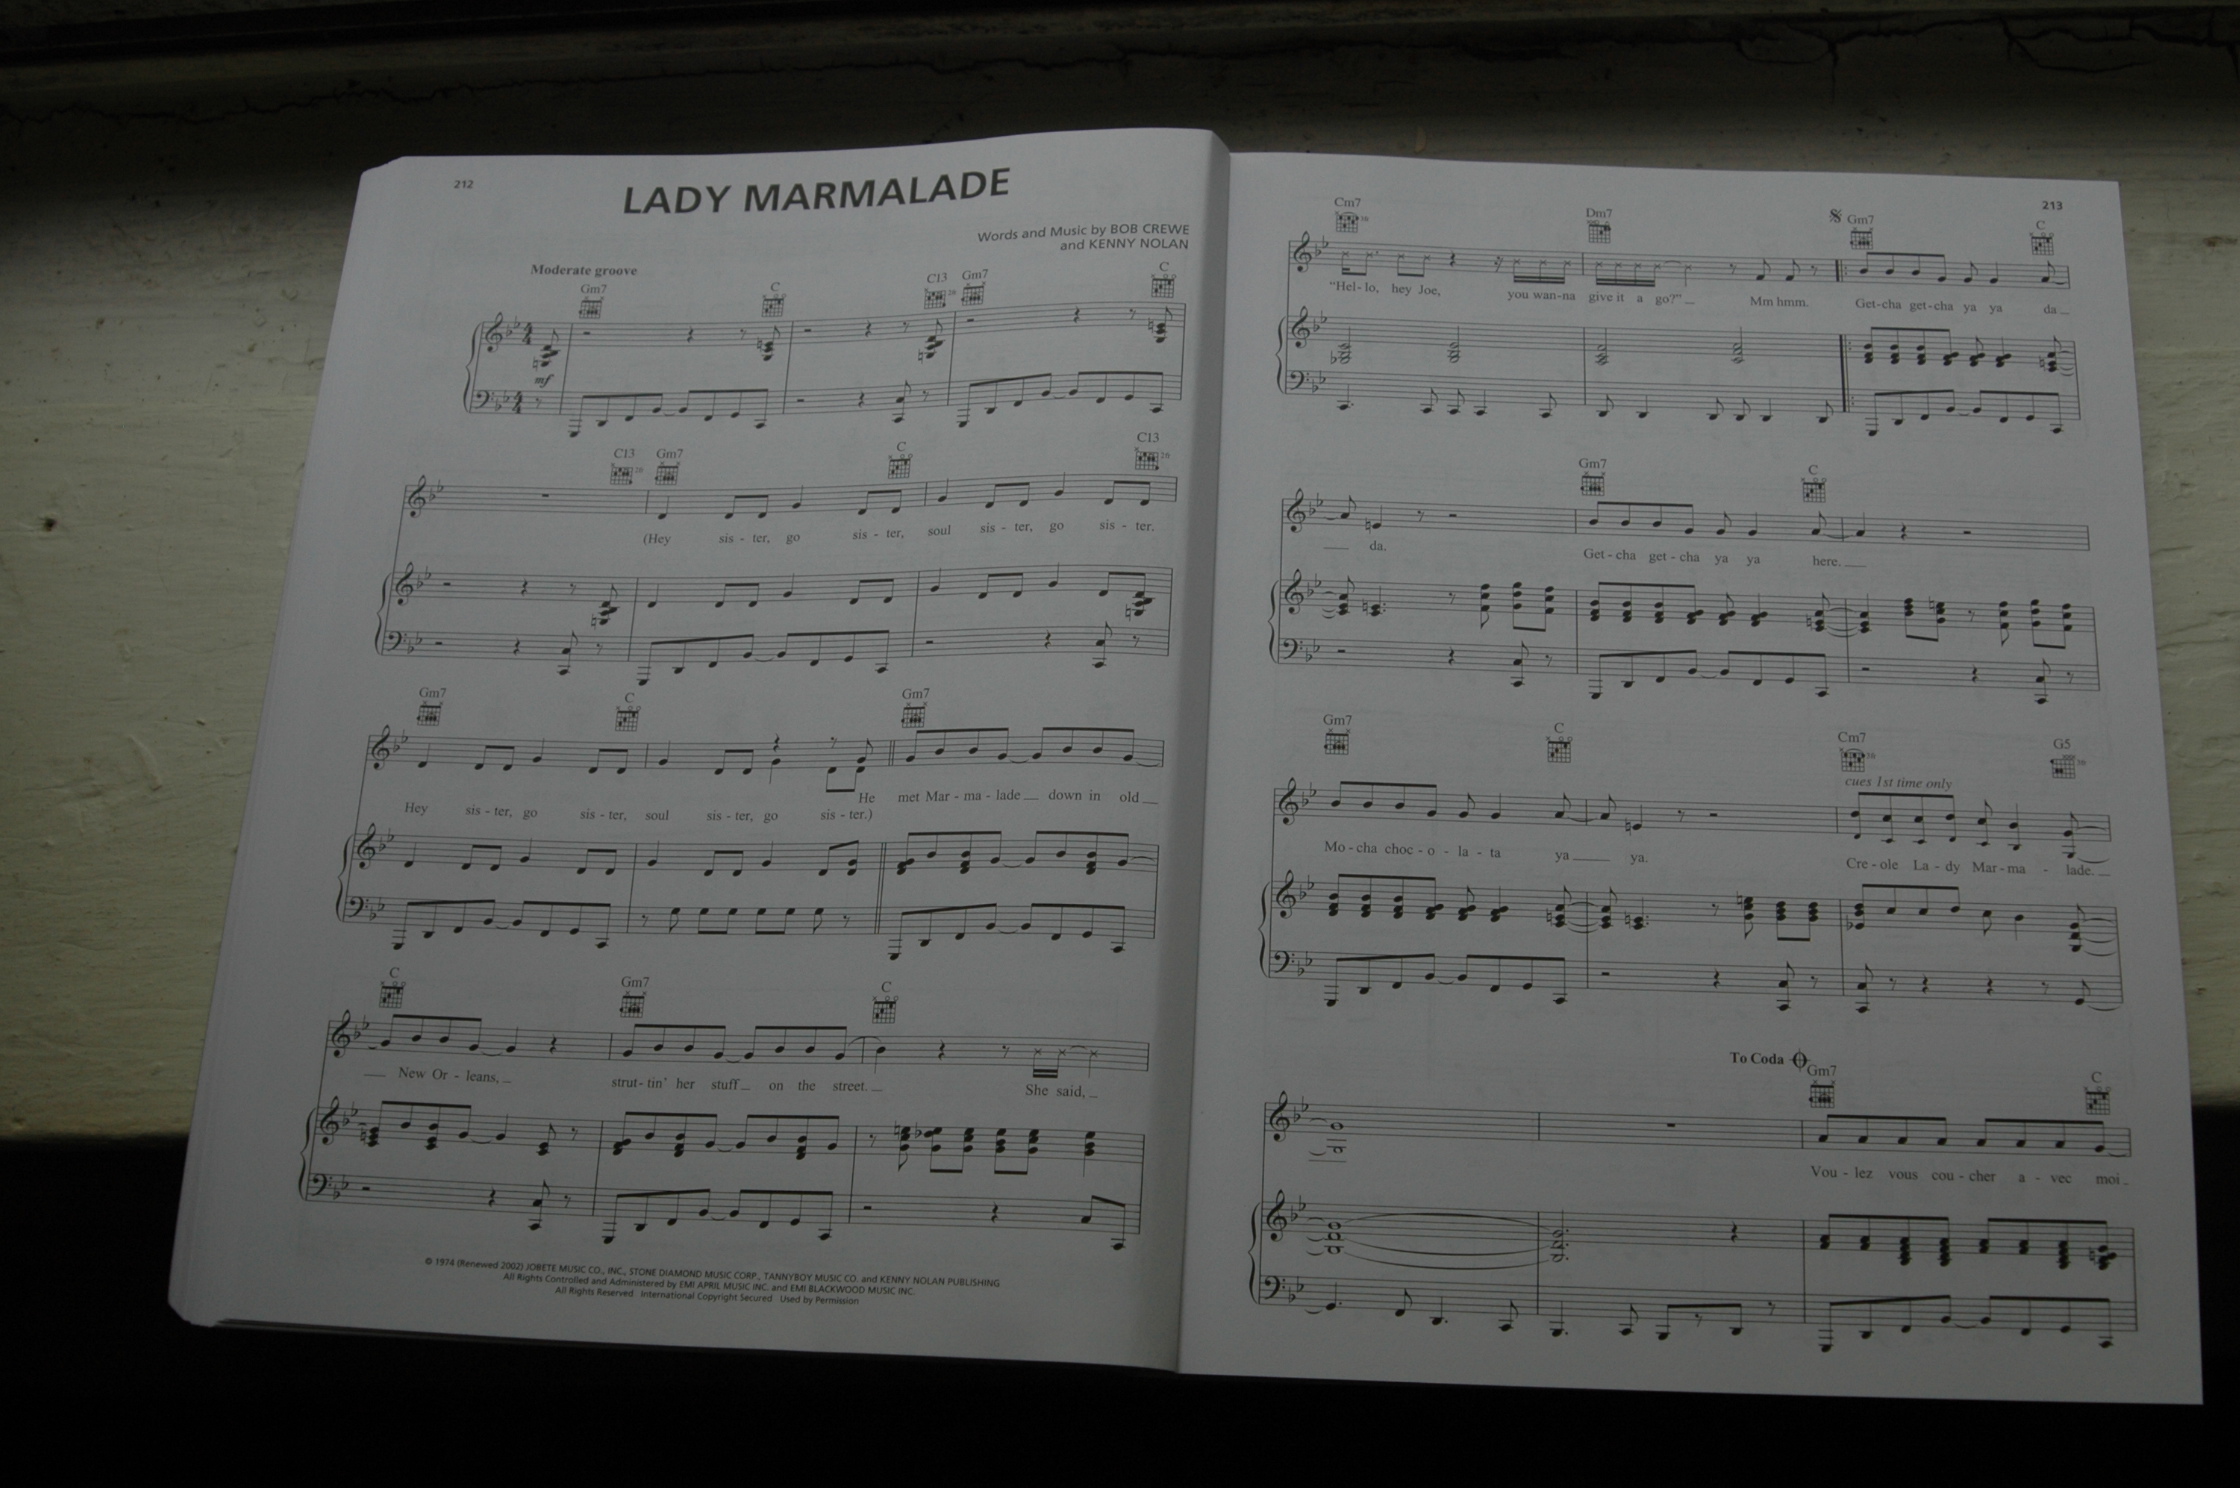 212
LADY MARMALADE
Words and Music by BOB CREWE
and KENNY NOLAN
Moderate groove
Gm7 C C13 Gm7 C
mf
C13 Gm7 C C13
(Hey sis - ter, go sis - ter, soul sis - ter, go sis - ter.
Gm7 C Gm7
He met Mar - ma - lade down in old
Hey sis - ter, go sis - ter, soul sis - ter, go sis - ter.)
C Gm7 C
New Or - leans, strut - tin' her stuff on the street. She said,
© 1974 (Renewed 2002) JOBETE MUSIC CO., INC., STONE DIAMOND MUSIC CORP., TANNYBOY MUSIC CO. and KENNY NOLAN PUBLISHING
All Rights Controlled and Administered by EMI APRIL MUSIC INC. and EMI BLACKWOOD MUSIC INC.
All Rights Reserved International Copyright Secured Used by Permission
213
Cm7 Dm7 Gm7 C
"Hel - lo, hey Joe, you wan - na give it a go?" Mm hmm. Get - cha get - cha ya ya da
Gm7 C
da. Get - cha get - cha ya ya here.
Gm7 C Cm7 G5
cues 1st time only
Mo - cha choc - o - la - ta ya ya. Cre - ole La - dy Mar - ma - lade.
To Coda
Gm7 C
Vou - lez vous cou - cher a - vec moi